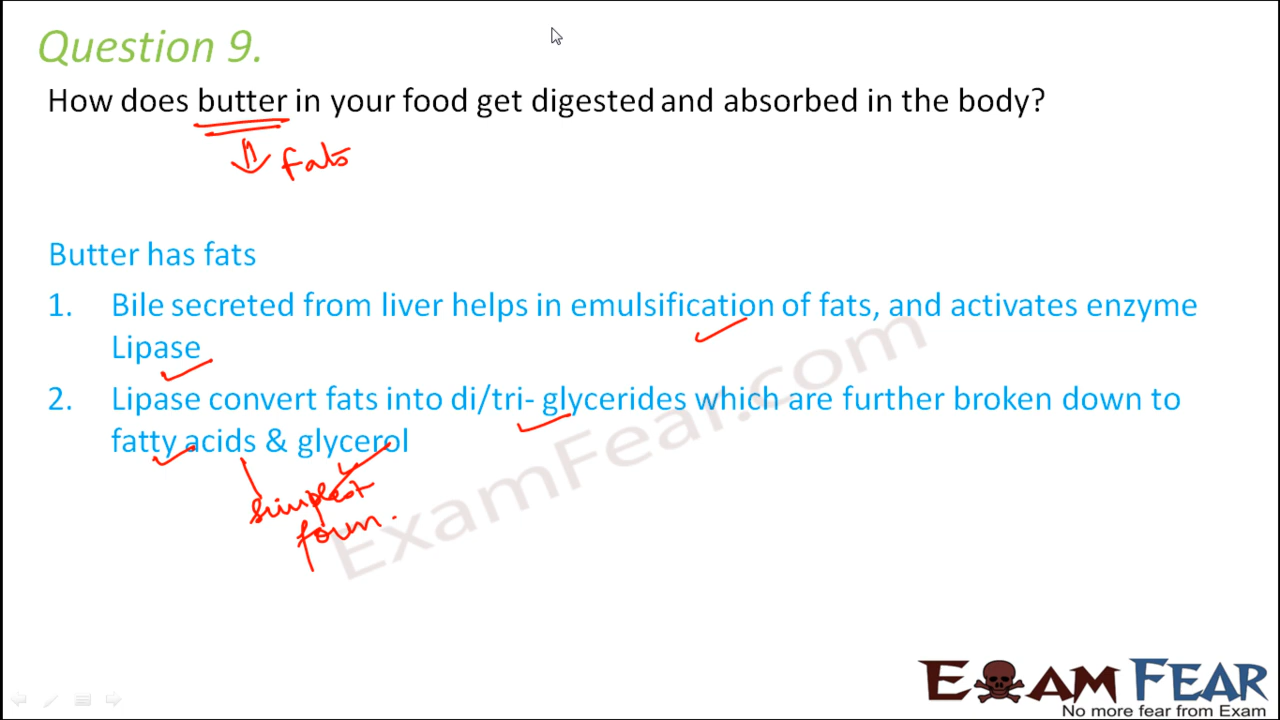 Question 9.
How does butter in your food get digested and absorbed in the body?
fats
Butter has fats
1. Bile secreted from liver helps in emulsification of fats, and activates enzyme
Lipase
2. Lipase convert fats into di/tri- glycerides which are further broken down to
fatty acids & glycerol
simplest
form.
ExamFear.com
EXAM FEAR
No more fear from Exam